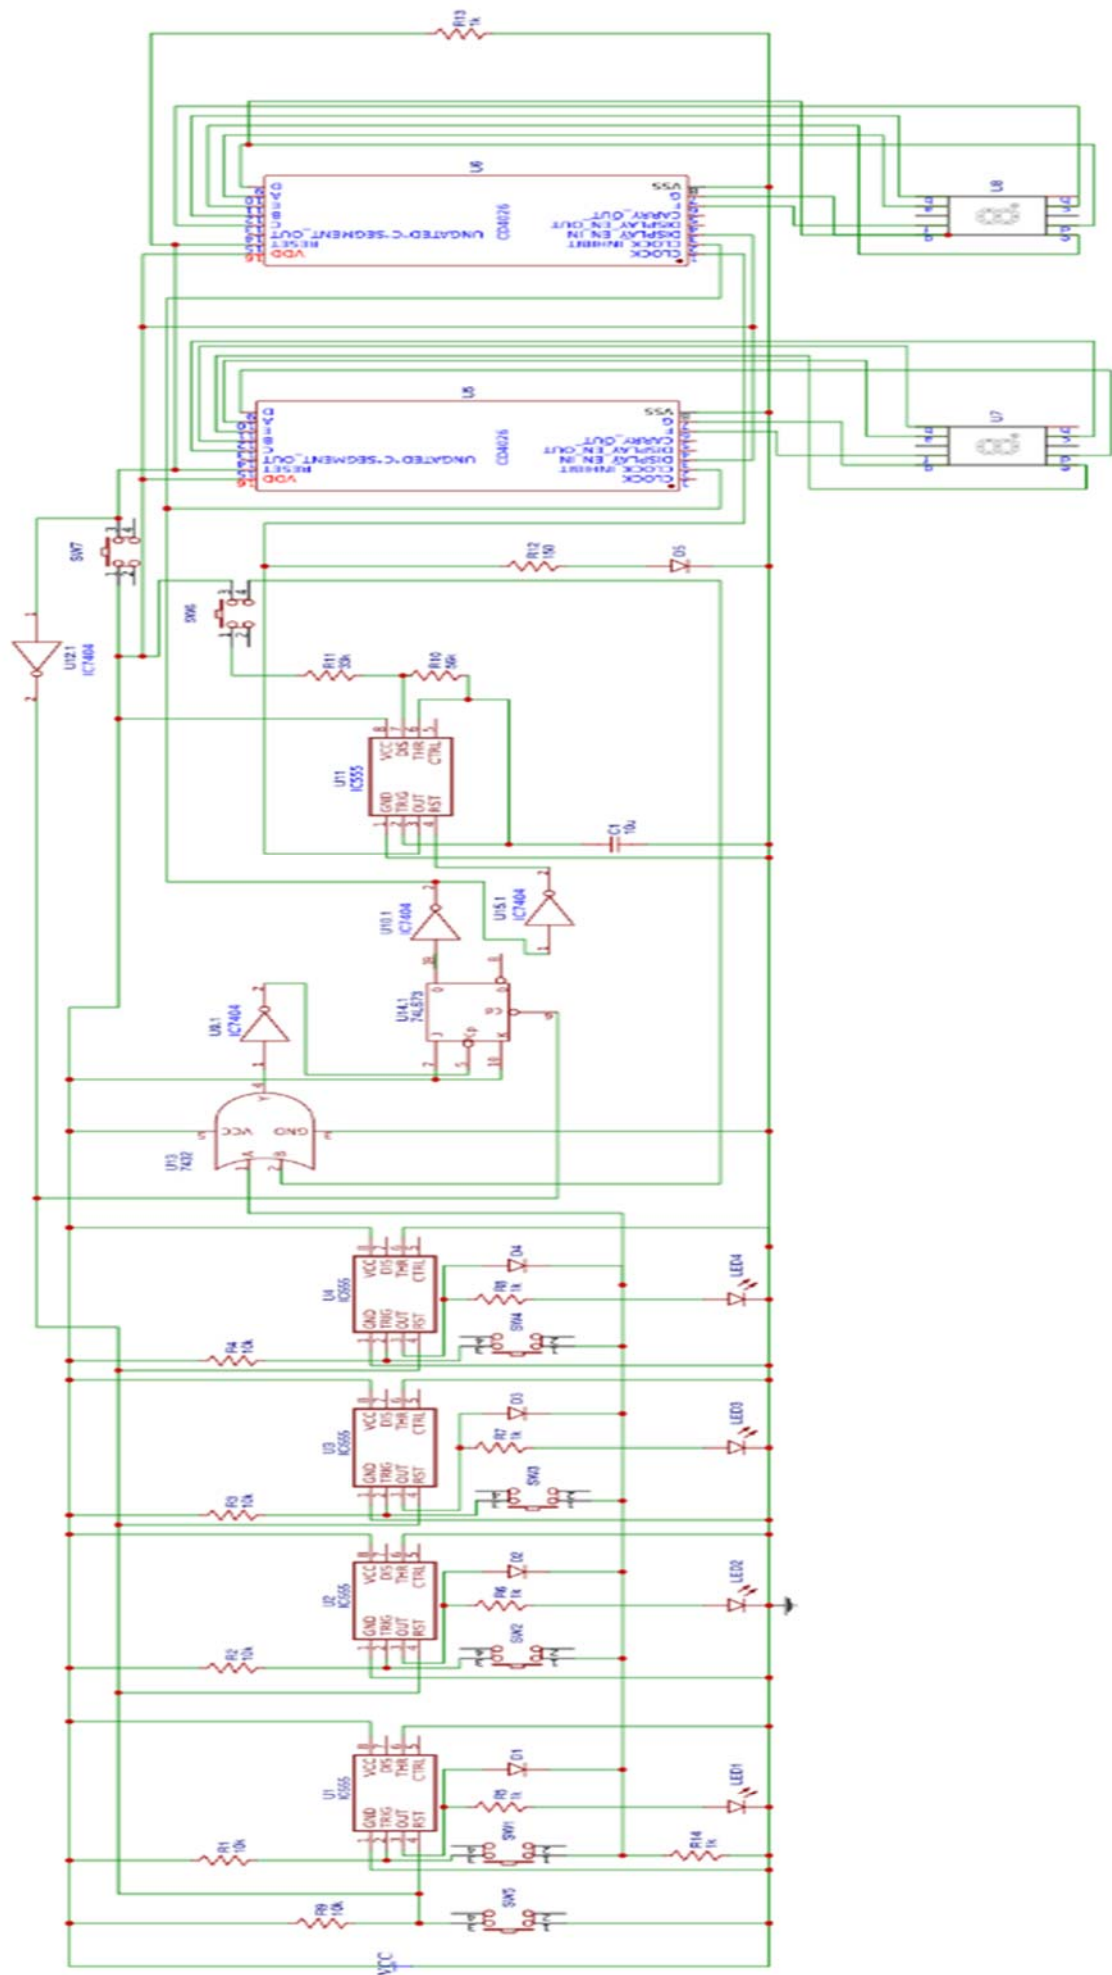 R13
1k
U6
VSS
G
F
CARRY_OUT
DISPLAY_EN_OUT
DISPLAY_EN_IN
CLOCK INHIBIT
CLOCK
UNGATED"C"SEGMENT_OUT
RESET
VDD
CD4026
U8
U5
VSS
G
F
CARRY_OUT
DISPLAY_EN_OUT
DISPLAY_EN_IN
CLOCK INHIBIT
CLOCK
UNGATED"C"SEGMENT_OUT
RESET
VDD
CD4026
U7
SW7
SW6
R12
150
D5
U12.1
IC7404
R11
33k
R10
56k
U11
IC555
VCC
DIS
THR
CTRL
GND
TRIG
OUT
RST
C1
10u
U10.1
IC7404
U15.1
IC7404
U9.1
IC7404
U14.1
74LS73
J
K
Q
U13
7432
VCC
GND
A
B
Y
U4
IC555
VCC
DIS
THR
CTRL
GND
TRIG
OUT
RST
R4
10k
R8
1k
D4
SW4
LED4
U3
IC555
VCC
DIS
THR
CTRL
GND
TRIG
OUT
RST
R3
10k
R7
1k
D3
SW3
LED3
U2
IC555
VCC
DIS
THR
CTRL
GND
TRIG
OUT
RST
R2
10k
R6
1k
D2
SW2
LED2
U1
IC555
VCC
DIS
THR
CTRL
GND
TRIG
OUT
RST
R1
10k
R5
1k
D1
SW1
LED1
R14
1k
R9
10k
SW5
VCC